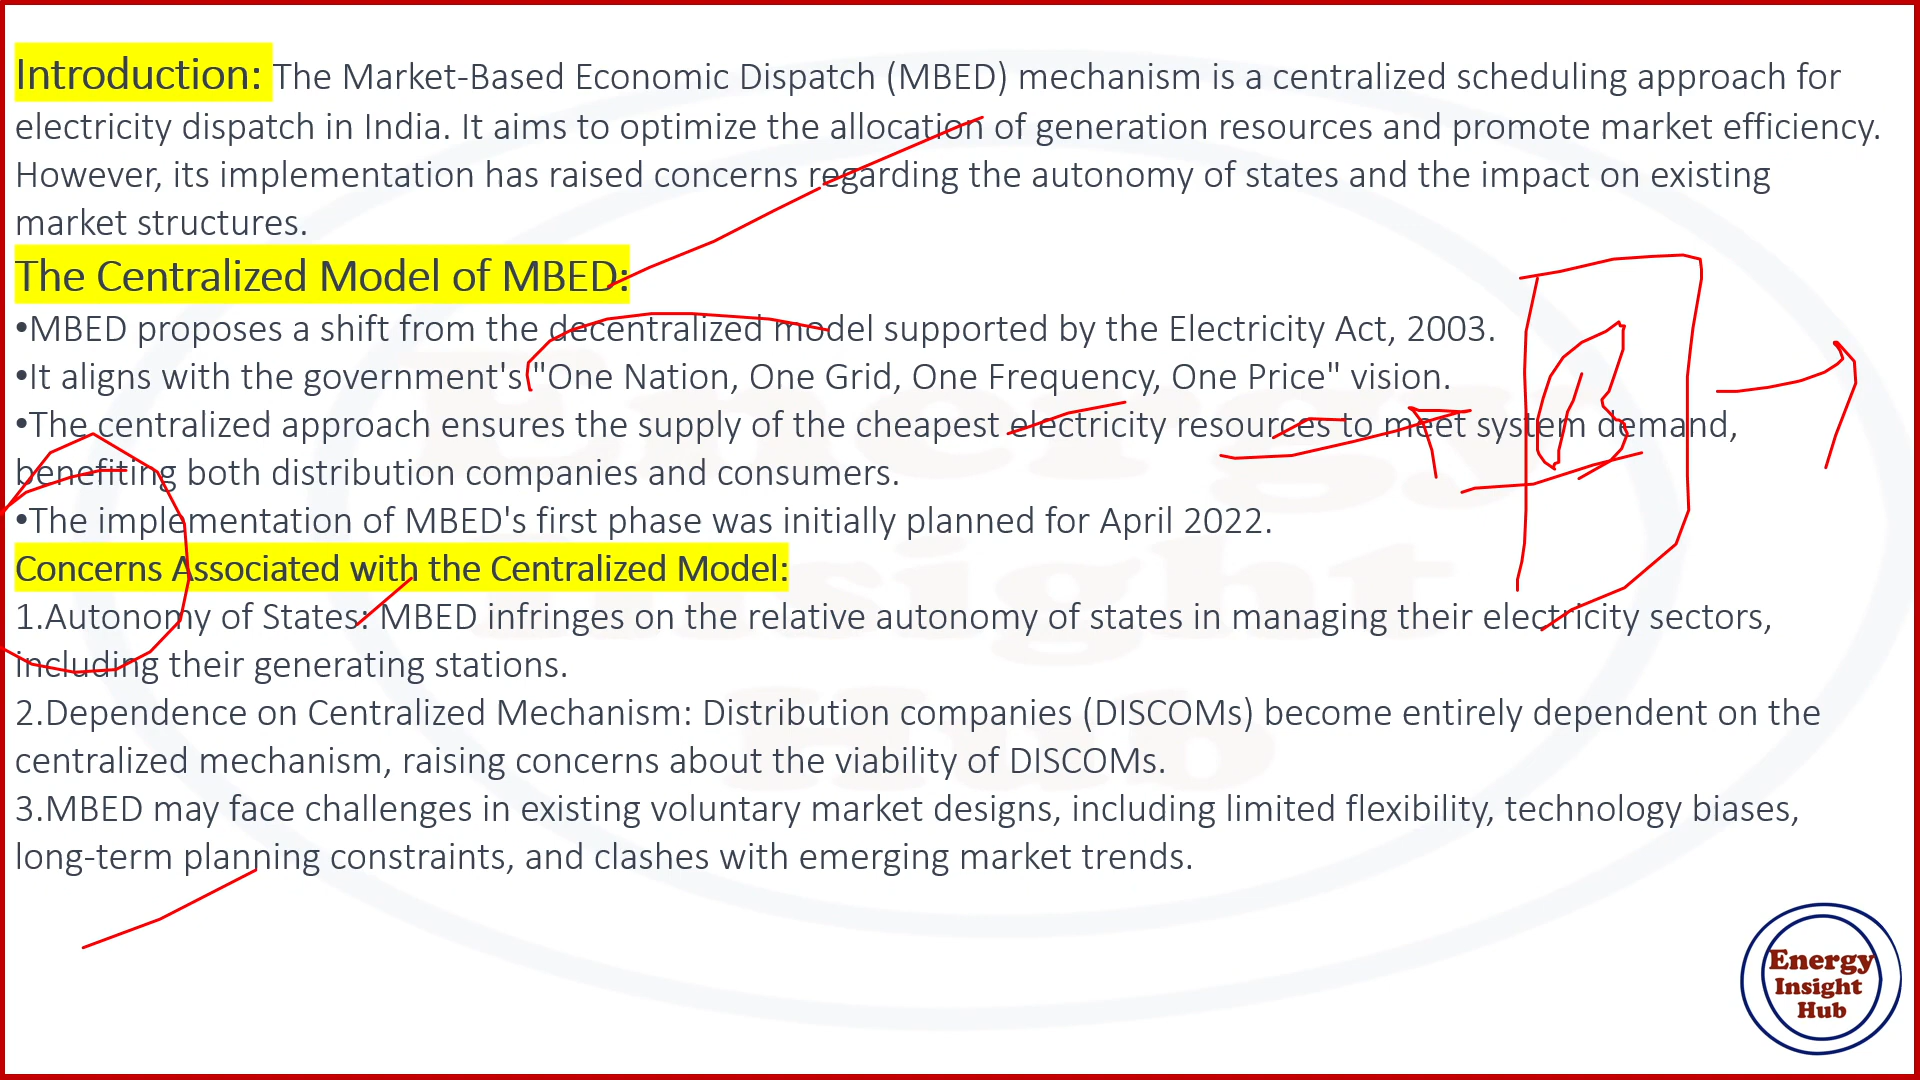 Introduction: The Market-Based Economic Dispatch (MBED) mechanism is a centralized scheduling approach for
electricity dispatch in India. It aims to optimize the allocation of generation resources and promote market efficiency.
However, its implementation has raised concerns regarding the autonomy of states and the impact on existing
market structures.
The Centralized Model of MBED:
•MBED proposes a shift from the decentralized model supported by the Electricity Act, 2003.
•It aligns with the government's "One Nation, One Grid, One Frequency, One Price" vision.
•The centralized approach ensures the supply of the cheapest electricity resources to meet system demand,
benefiting both distribution companies and consumers.
•The implementation of MBED's first phase was initially planned for April 2022.
Concerns Associated with the Centralized Model:
1.Autonomy of States: MBED infringes on the relative autonomy of states in managing their electricity sectors,
including their generating stations.
2.Dependence on Centralized Mechanism: Distribution companies (DISCOMs) become entirely dependent on the
centralized mechanism, raising concerns about the viability of DISCOMs.
3.MBED may face challenges in existing voluntary market designs, including limited flexibility, technology biases,
long-term planning constraints, and clashes with emerging market trends.
Energy
Insight
Hub
Energy
Insight
Hub